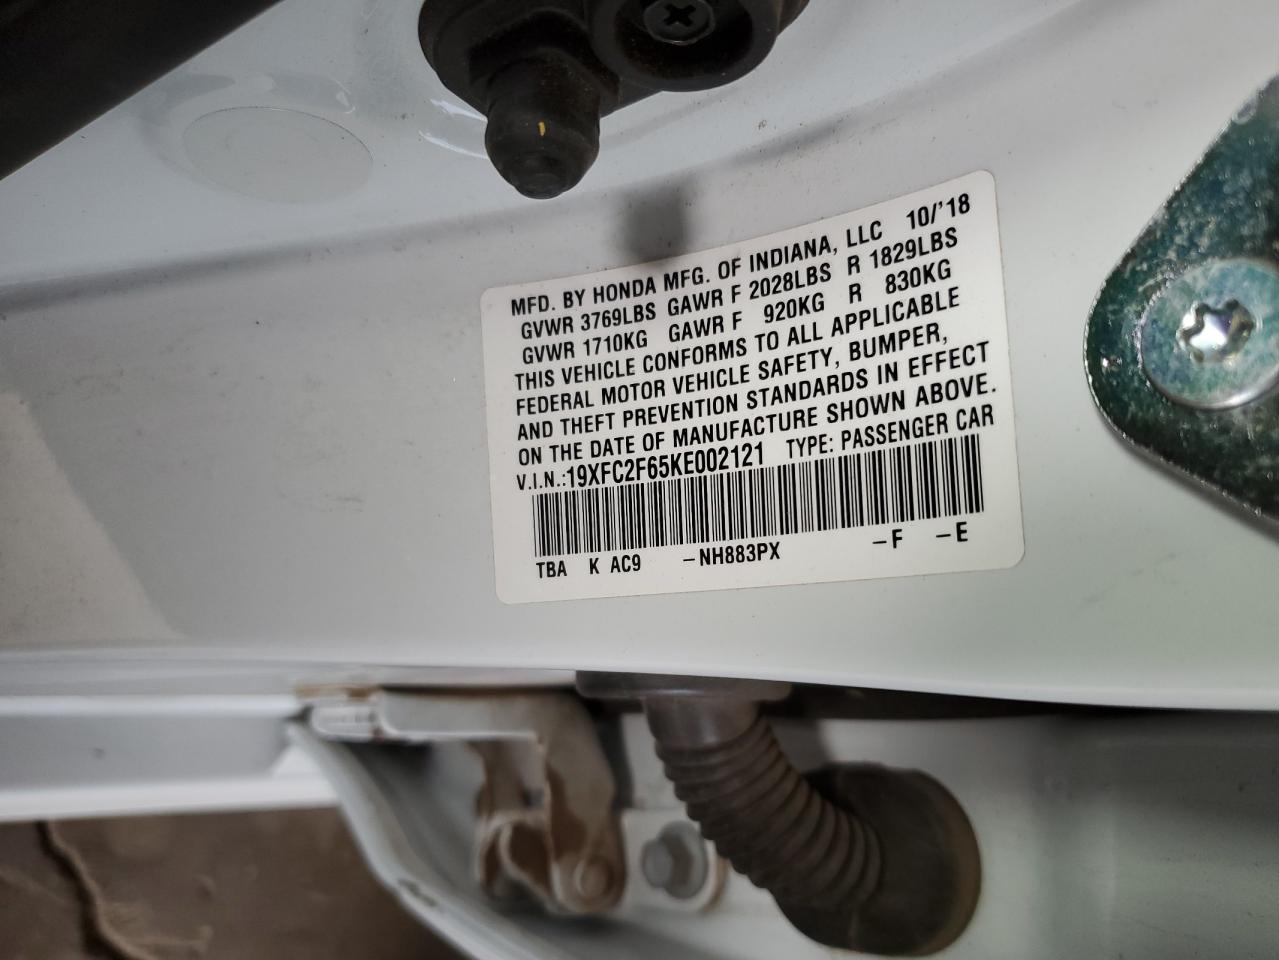 MFD. BY HONDA MFG. OF INDIANA, LLC 10/'18
GVWR 3769LBS GAWR F 2028LBS R 1829LBS
GVWR 1710KG GAWR F 920KG R 830KG
THIS VEHICLE CONFORMS TO ALL APPLICABLE
FEDERAL MOTOR VEHICLE SAFETY, BUMPER,
AND THEFT PREVENTION STANDARDS IN EFFECT
ON THE DATE OF MANUFACTURE SHOWN ABOVE.
V.I.N.:19XFC2F65KE002121 TYPE: PASSENGER CAR
TBA K AC9 –NH883PX –F –E